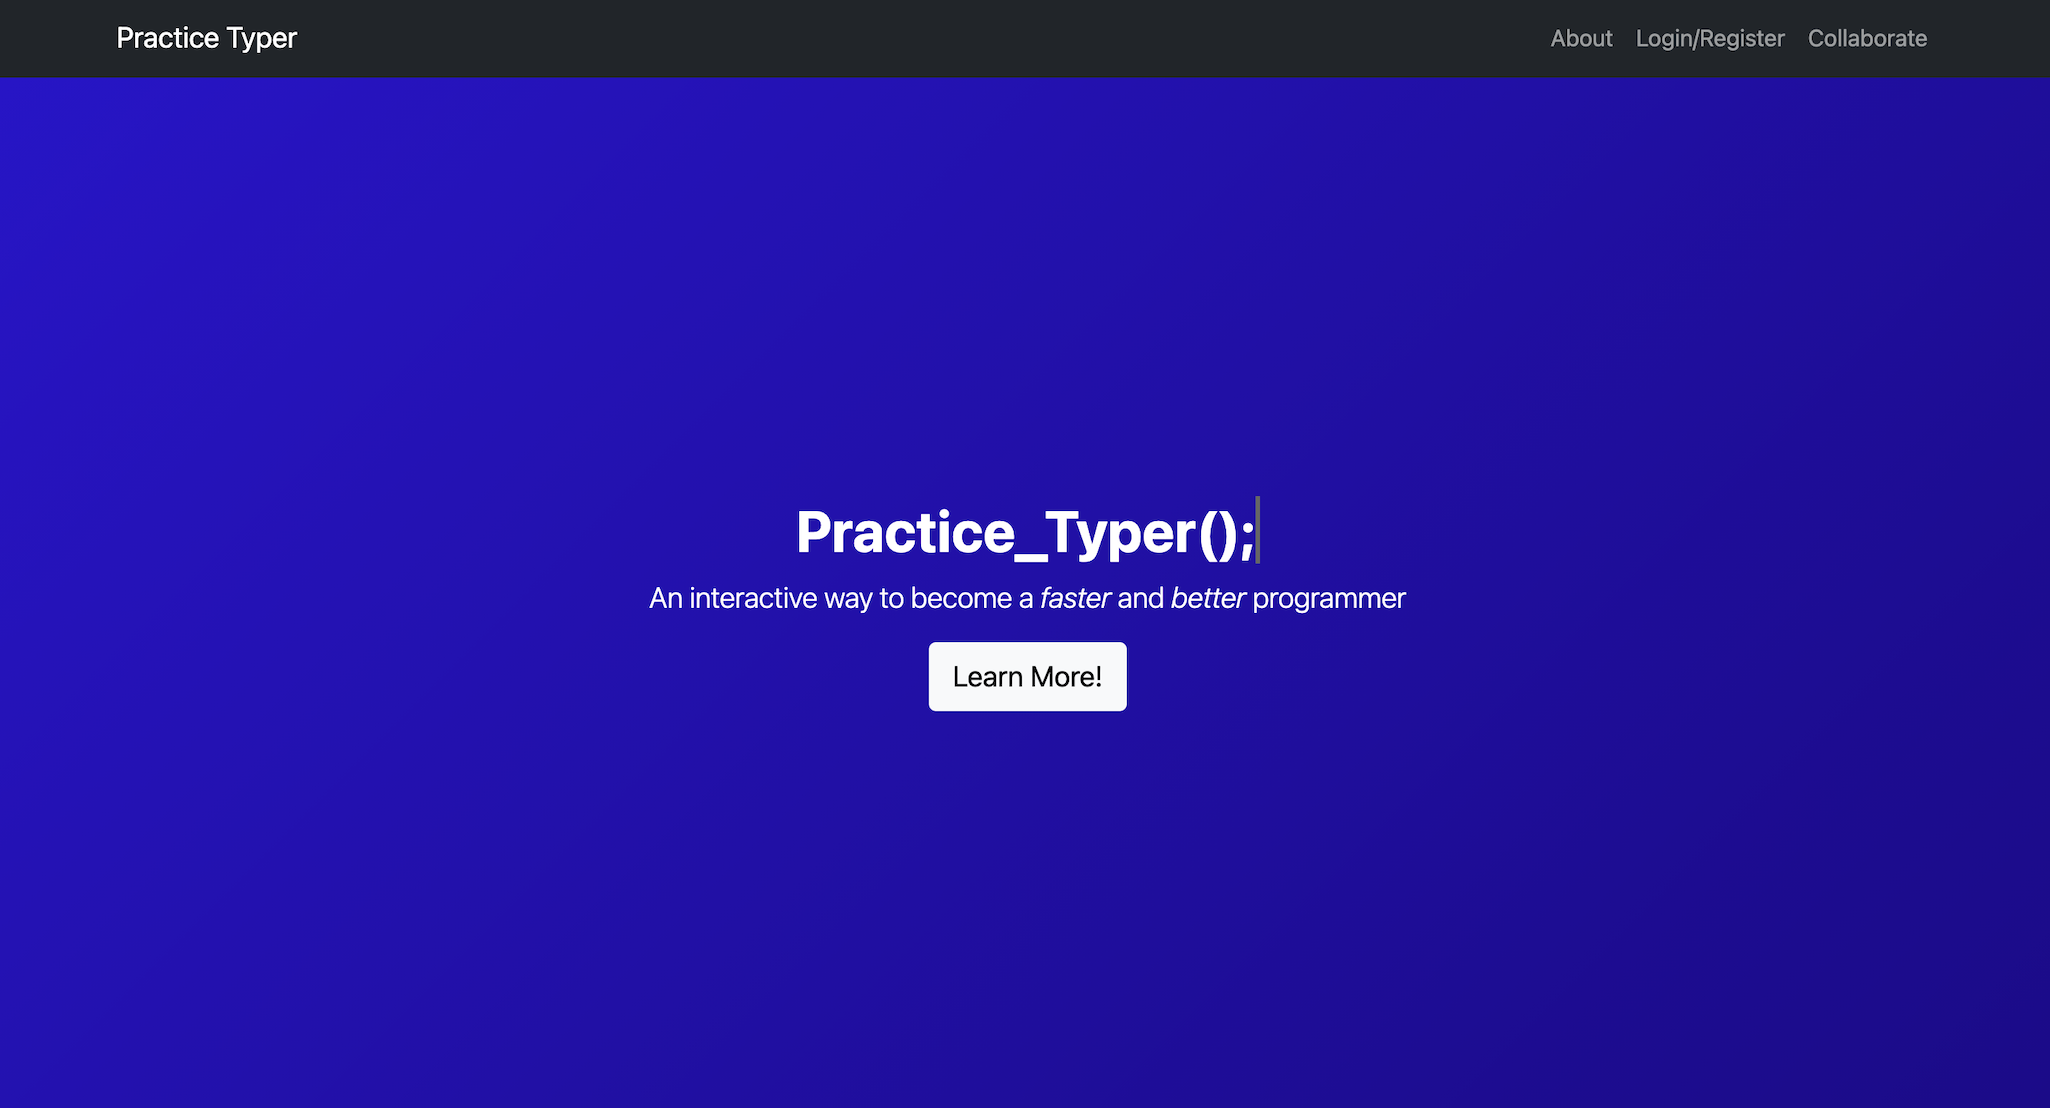 Practice Typer
About Login/Register Collaborate
Practice_Typer();
An interactive way to become a faster and better programmer
Learn More!